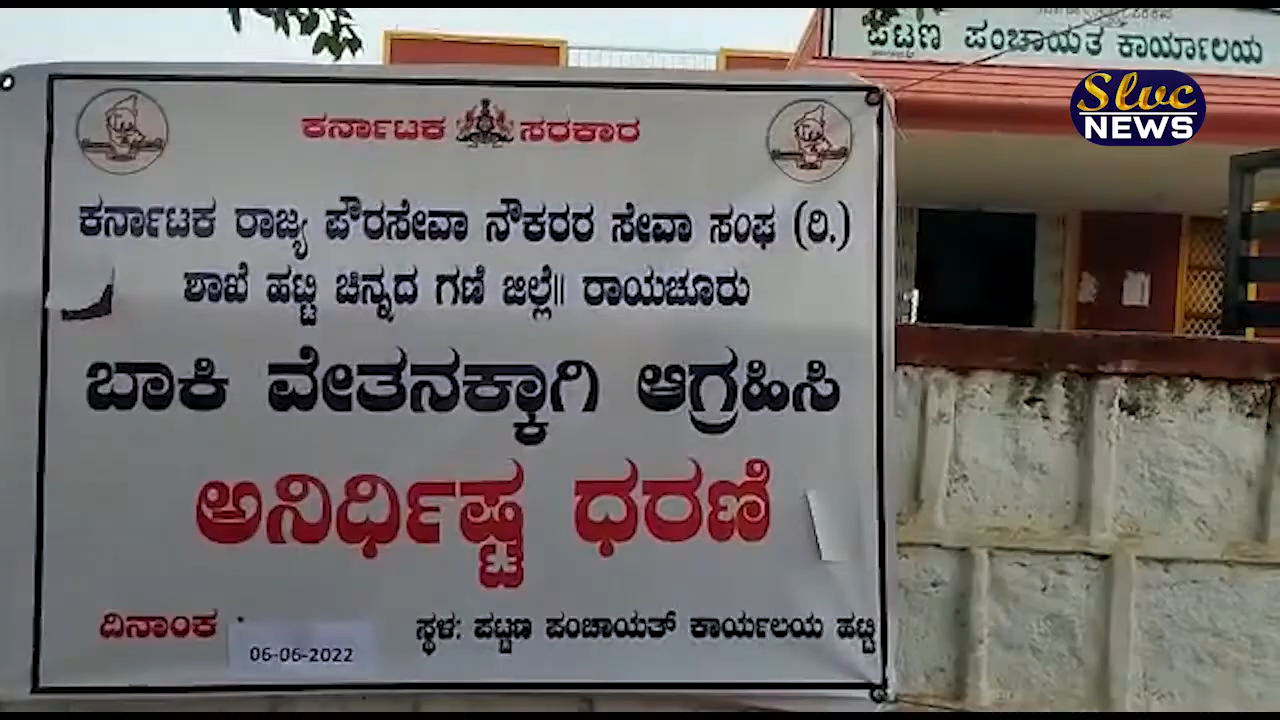 ಪಟ್ಟಣ ಪಂಚಾಯತ ಕಾರ್ಯಾಲಯ
Slvc
NEWS
ಕರ್ನಾಟಕ ಸರಕಾರ
ಕರ್ನಾಟಕ ರಾಜ್ಯ ಪೌರಸೇವಾ ನೌಕರರ ಸೇವಾ ಸಂಘ (ರಿ.)
ಶಾಖೆ ಹಟ್ಟಿ ಚಿನ್ನದ ಗಣಿ ಜಿಲ್ಲೆ|| ರಾಯಚೂರು
ಬಾಕಿ ವೇತನಕ್ಕಾಗಿ ಆಗ್ರಹಿಸಿ
ಅನಿರ್ಧಿಷ್ಟ ಧರಣಿ
ದಿನಾಂಕ :
06-06-2022
ಸ್ಥಳ: ಪಟ್ಟಣ ಪಂಚಾಯತ್ ಕಾರ್ಯಲಯ ಹಟ್ಟಿ